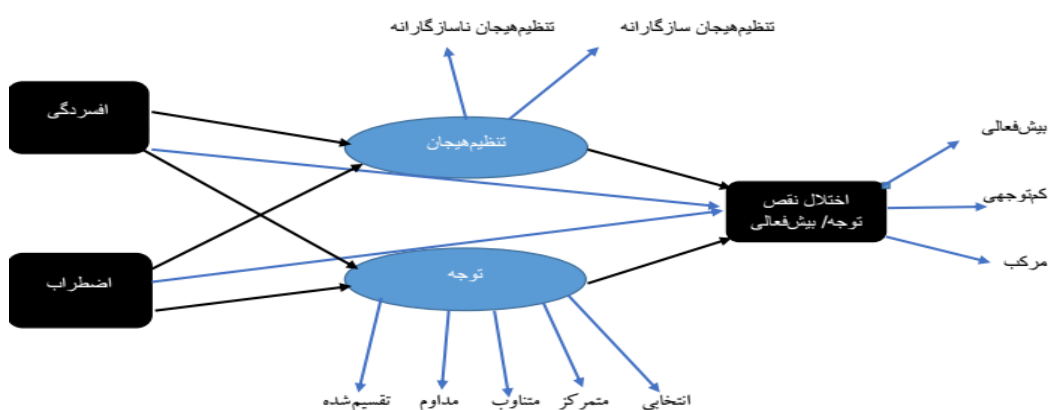 تنظیم‌هیجان سازگارانه
تنظیم‌هیجان ناسازگارانه
افسردگی
تنظیم‌هیجان
بیش‌فعالی
اختلال نقص
توجه/ بیش‌فعالی
کم‌توجهی
مرکب
اضطراب
توجه
انتخابی
متمرکز
متناوب
مداوم
تقسیم‌شده